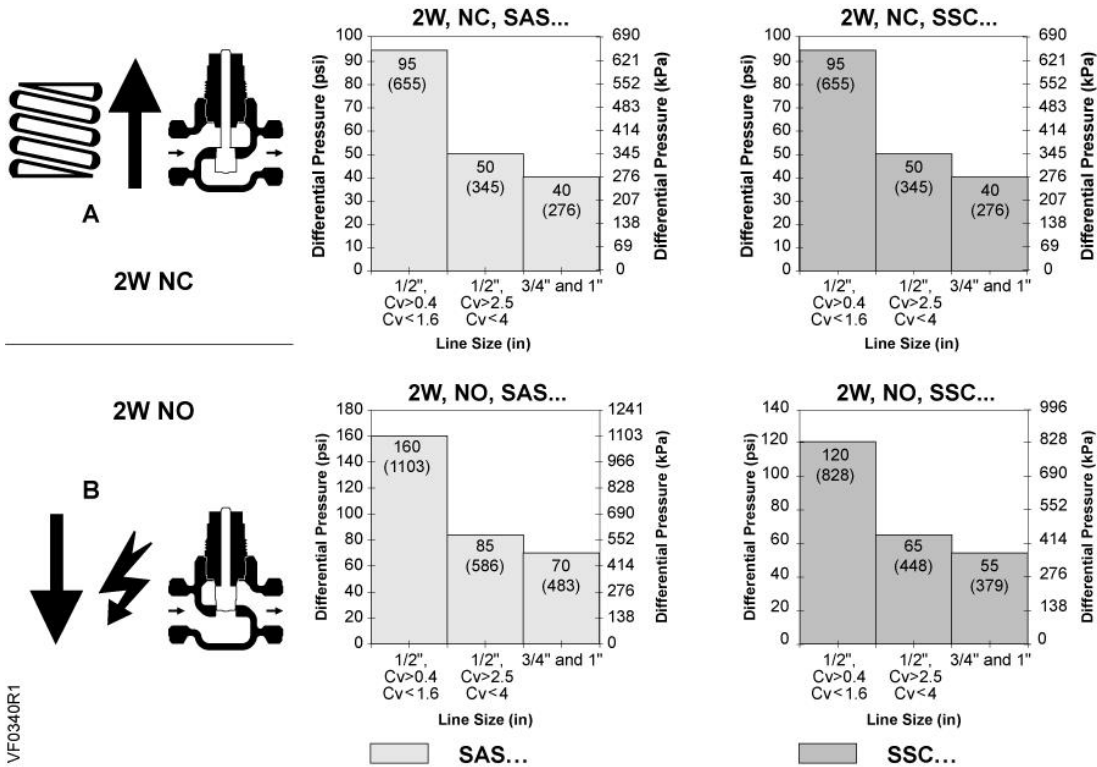 A
2W NC
2W, NC, SAS...
Differential Pressure (psi)
100
90
80
70
60
50
40
30
20
10
0
95
(655)
50
(345)
40
(276)
690
621
552
483
414
345
276
207
138
69
0
Differential Pressure (kPa)
1/2", 1/2", 3/4" and 1"
Cv>0.4 Cv>2.5
Cv<1.6 Cv<4
Line Size (in)
2W, NC, SSC...
Differential Pressure (psi)
100
90
80
70
60
50
40
30
20
10
0
95
(655)
50
(345)
40
(276)
690
621
552
483
414
345
276
207
138
69
0
Differential Pressure (kPa)
1/2", 1/2", 3/4" and 1"
Cv>0.4 Cv>2.5
Cv<1.6 Cv<4
Line Size (in)
2W NO
B
2W, NO, SAS...
Differential Pressure (psi)
180
160
140
120
100
80
60
40
20
0
160
(1103)
85
(586)
70
(483)
1241
1103
966
828
690
552
414
276
138
0
Differential Pressure (kPa)
1/2", 1/2", 3/4" and 1"
Cv>0.4 Cv>2.5
Cv<1.6 Cv<4
Line Size (in)
2W, NO, SSC...
Differential Pressure (psi)
140
120
100
80
60
40
20
0
120
(828)
65
(448)
55
(379)
996
828
690
552
414
276
138
0
Differential Pressure (kPa)
1/2", 1/2", 3/4" and 1"
Cv>0.4 Cv>2.5
Cv<1.6 Cv<4
Line Size (in)
SAS...
SSC...
VF0340R1